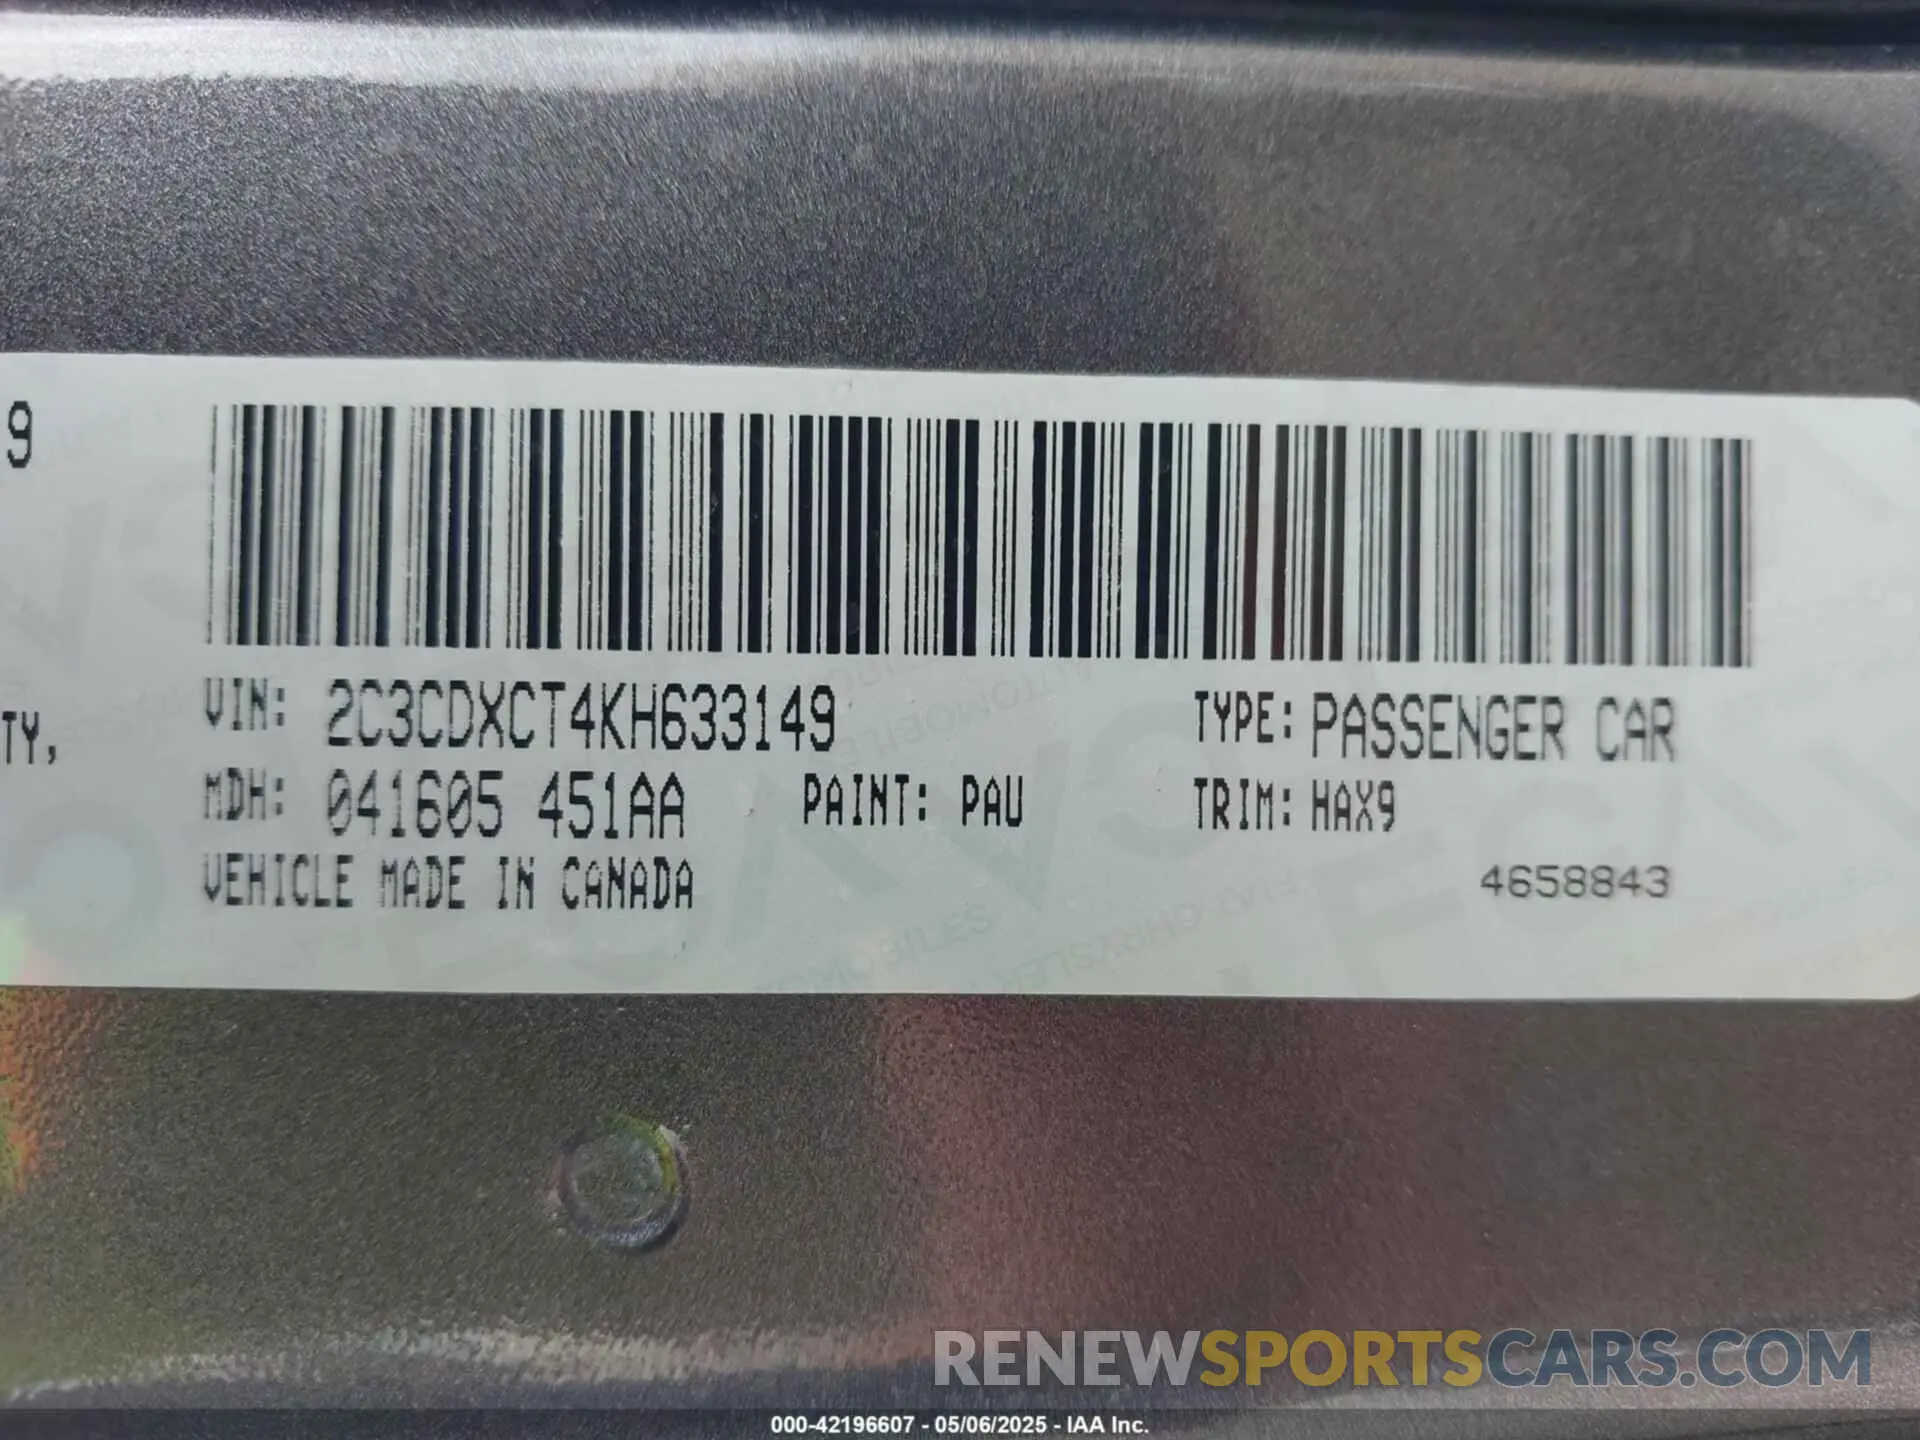 9
TY,
VIN: 2C3CDXCT4KH633149 TYPE: PASSENGER CAR
MDH: 041605 451AA PAINT: PAU TRIM: HAX9
VEHICLE MADE IN CANADA 4658843
RENEWSPORTSCARS.COM
000-42196607 - 05/06/2025 - IAA Inc.